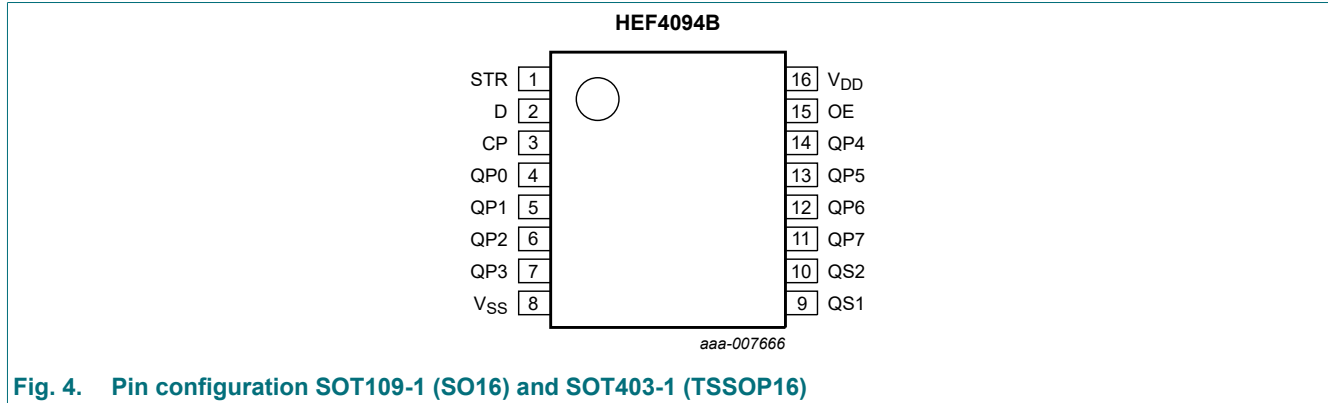 HEF4094B
STR 1 16 VDD
D 2 15 OE
CP 3 14 QP4
QP0 4 13 QP5
QP1 5 12 QP6
QP2 6 11 QP7
QP3 7 10 QS2
VSS 8 9 QS1
aaa-007666
Fig. 4. Pin configuration SOT109-1 (SO16) and SOT403-1 (TSSOP16)